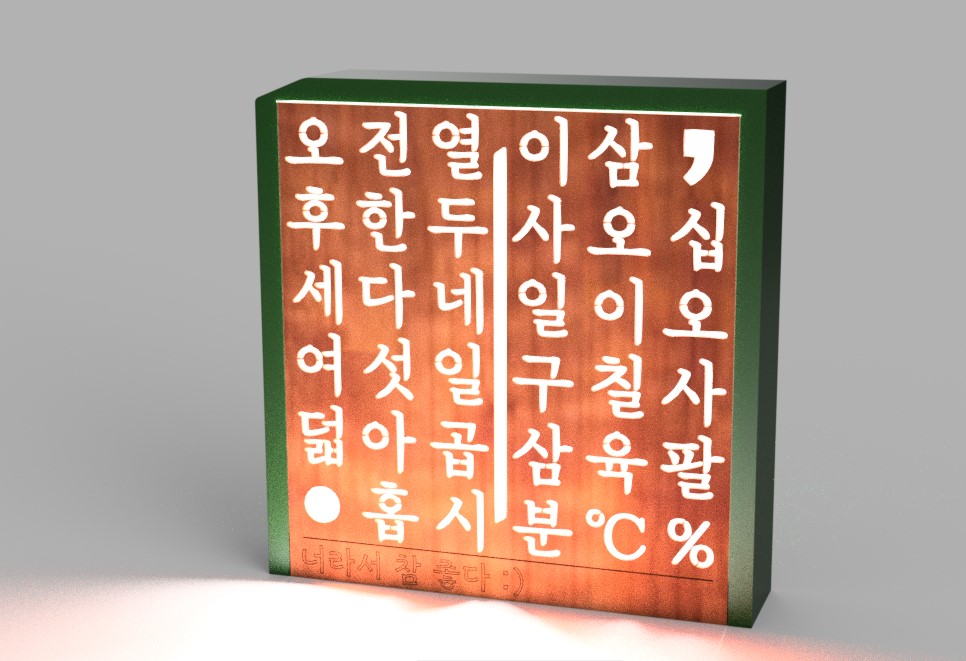 오 전 열 이 삼 ,
후 한 두 사 오 십
세 다 네 일 이 오
여 섯 일 구 칠 사
덟 아 곱 삼 육 팔
● 홉 시 분 ℃ %
너라서 참 좋다 :)